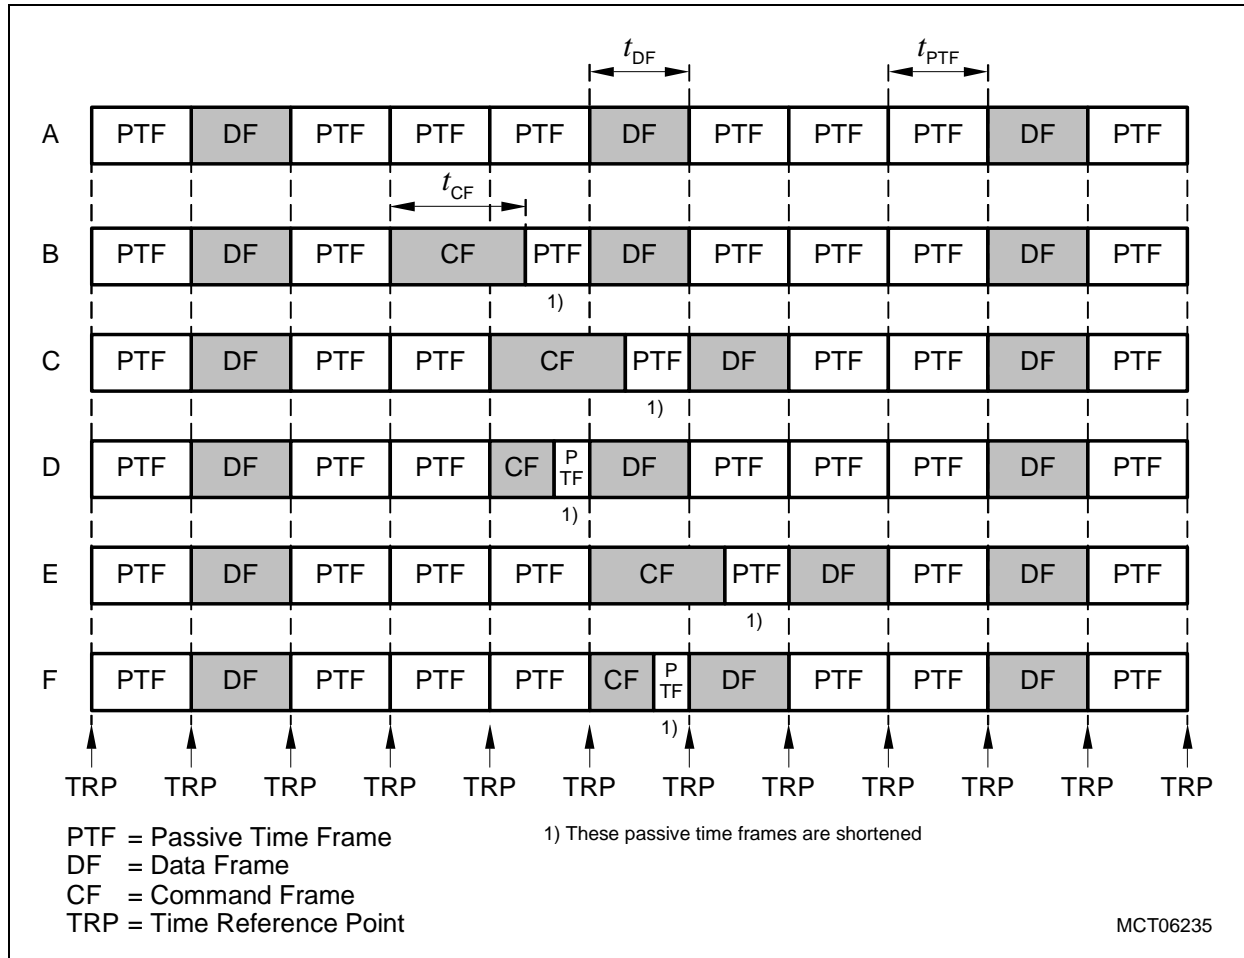 tDF tPTF
A PTF DF PTF PTF PTF DF PTF PTF PTF DF PTF
tCF
B PTF DF PTF CF PTF DF PTF PTF PTF DF PTF
1)
C PTF DF PTF PTF CF PTF DF PTF PTF DF PTF
1)
D PTF DF PTF PTF CF P TF DF PTF PTF PTF DF PTF
1)
E PTF DF PTF PTF PTF CF PTF DF PTF DF PTF
1)
F PTF DF PTF PTF PTF CF P TF DF PTF PTF DF PTF
1)
TRP TRP TRP TRP TRP TRP TRP TRP TRP TRP TRP TRP
PTF = Passive Time Frame 1) These passive time frames are shortened
DF = Data Frame
CF = Command Frame
TRP = Time Reference Point MCT06235